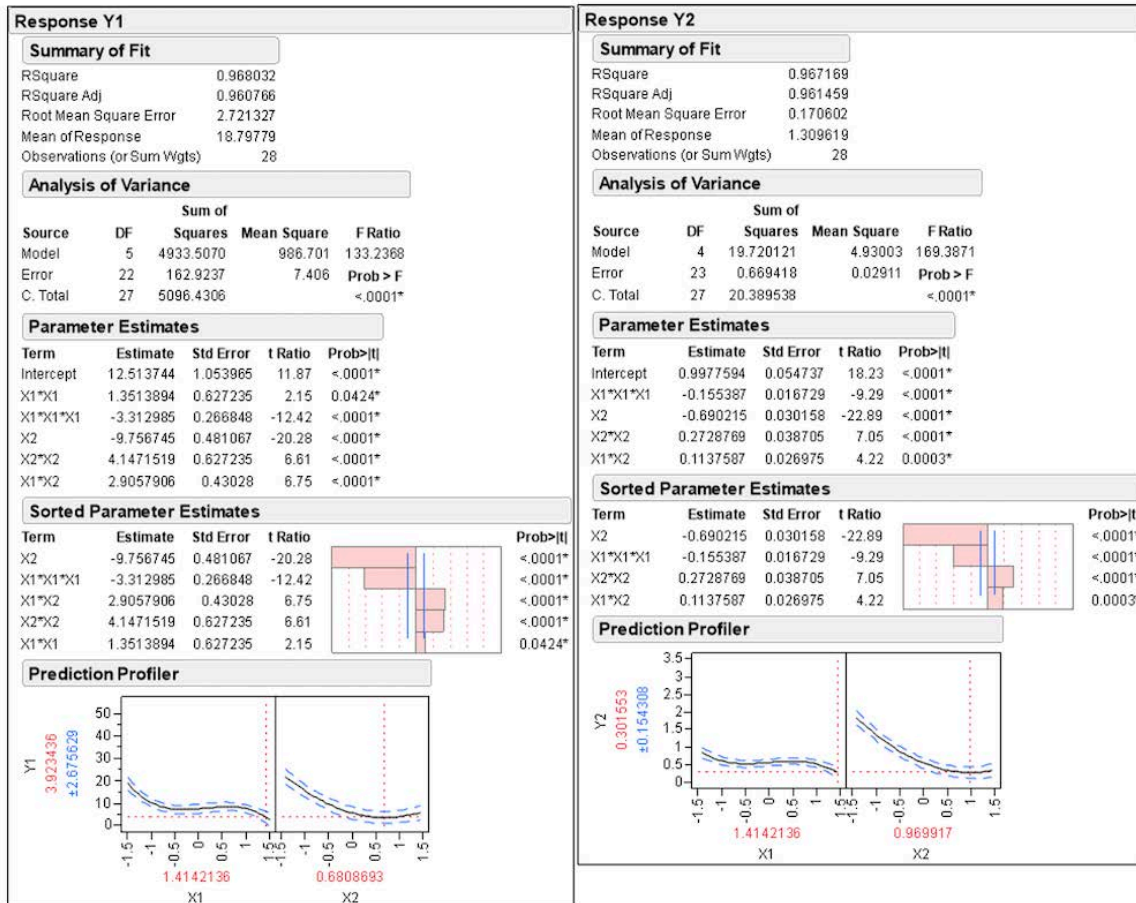 Response Y1
Summary of Fit
RSquare 0.968032
RSquare Adj 0.960766
Root Mean Square Error 2.721327
Mean of Response 18.79779
Observations (or Sum Wgts) 28
Analysis of Variance
Sum of
Source DF Squares Mean Square F Ratio
Model 5 4933.5070 986.701 133.2368
Error 22 162.9237 7.406 Prob > F
C. Total 27 5096.4306 <.0001*
Parameter Estimates
Term Estimate Std Error t Ratio Prob>|t|
Intercept 12.513744 1.053965 11.87 <.0001*
X1*X1 1.3513894 0.627235 2.15 0.0424*
X1*X1*X1 -3.312985 0.266848 -12.42 <.0001*
X2 -9.756745 0.481067 -20.28 <.0001*
X2*X2 4.1471519 0.627235 6.61 <.0001*
X1*X2 2.9057906 0.43028 6.75 <.0001*
Sorted Parameter Estimates
Term Estimate Std Error t Ratio Prob>|t|
X2 -9.756745 0.481067 -20.28 <.0001*
X1*X1*X1 -3.312985 0.266848 -12.42 <.0001*
X1*X2 2.9057906 0.43028 6.75 <.0001*
X2*X2 4.1471519 0.627235 6.61 <.0001*
X1*X1 1.3513894 0.627235 2.15 0.0424*
Prediction Profiler
Y1
3.923436
±2.675629
50
40
30
20
10
0
-1.5 -1 -0.5 0 0.5 1 1.5 -1 -0.5 0 0.5 1 1.5
1.4142136 0.6808693
X1 X2
Response Y2
Summary of Fit
RSquare 0.967169
RSquare Adj 0.961459
Root Mean Square Error 0.170602
Mean of Response 1.309619
Observations (or Sum Wgts) 28
Analysis of Variance
Sum of
Source DF Squares Mean Square F Ratio
Model 4 19.720121 4.93003 169.3871
Error 23 0.669418 0.02911 Prob > F
C. Total 27 20.389538 <.0001*
Parameter Estimates
Term Estimate Std Error t Ratio Prob>|t|
Intercept 0.9977594 0.054737 18.23 <.0001*
X1*X1*X1 -0.155387 0.016729 -9.29 <.0001*
X2 -0.690215 0.030158 -22.89 <.0001*
X2*X2 0.2728769 0.038705 7.05 <.0001*
X1*X2 0.1137587 0.026975 4.22 0.0003*
Sorted Parameter Estimates
Term Estimate Std Error t Ratio Prob>|t
X2 -0.690215 0.030158 -22.89 <.0001*
X1*X1*X1 -0.155387 0.016729 -9.29 <.0001*
X2*X2 0.2728769 0.038705 7.05 <.0001*
X1*X2 0.1137587 0.026975 4.22 0.0003*
Prediction Profiler
Y2
0.301553
±0.154308
3.5
3
2.5
2
1.5
1
0.5
0
-1.5 -1 -0.5 0 0.5 1 1.5 -1 -0.5 0 0.5 1 1.5
1.4142136 0.969917
X1 X2